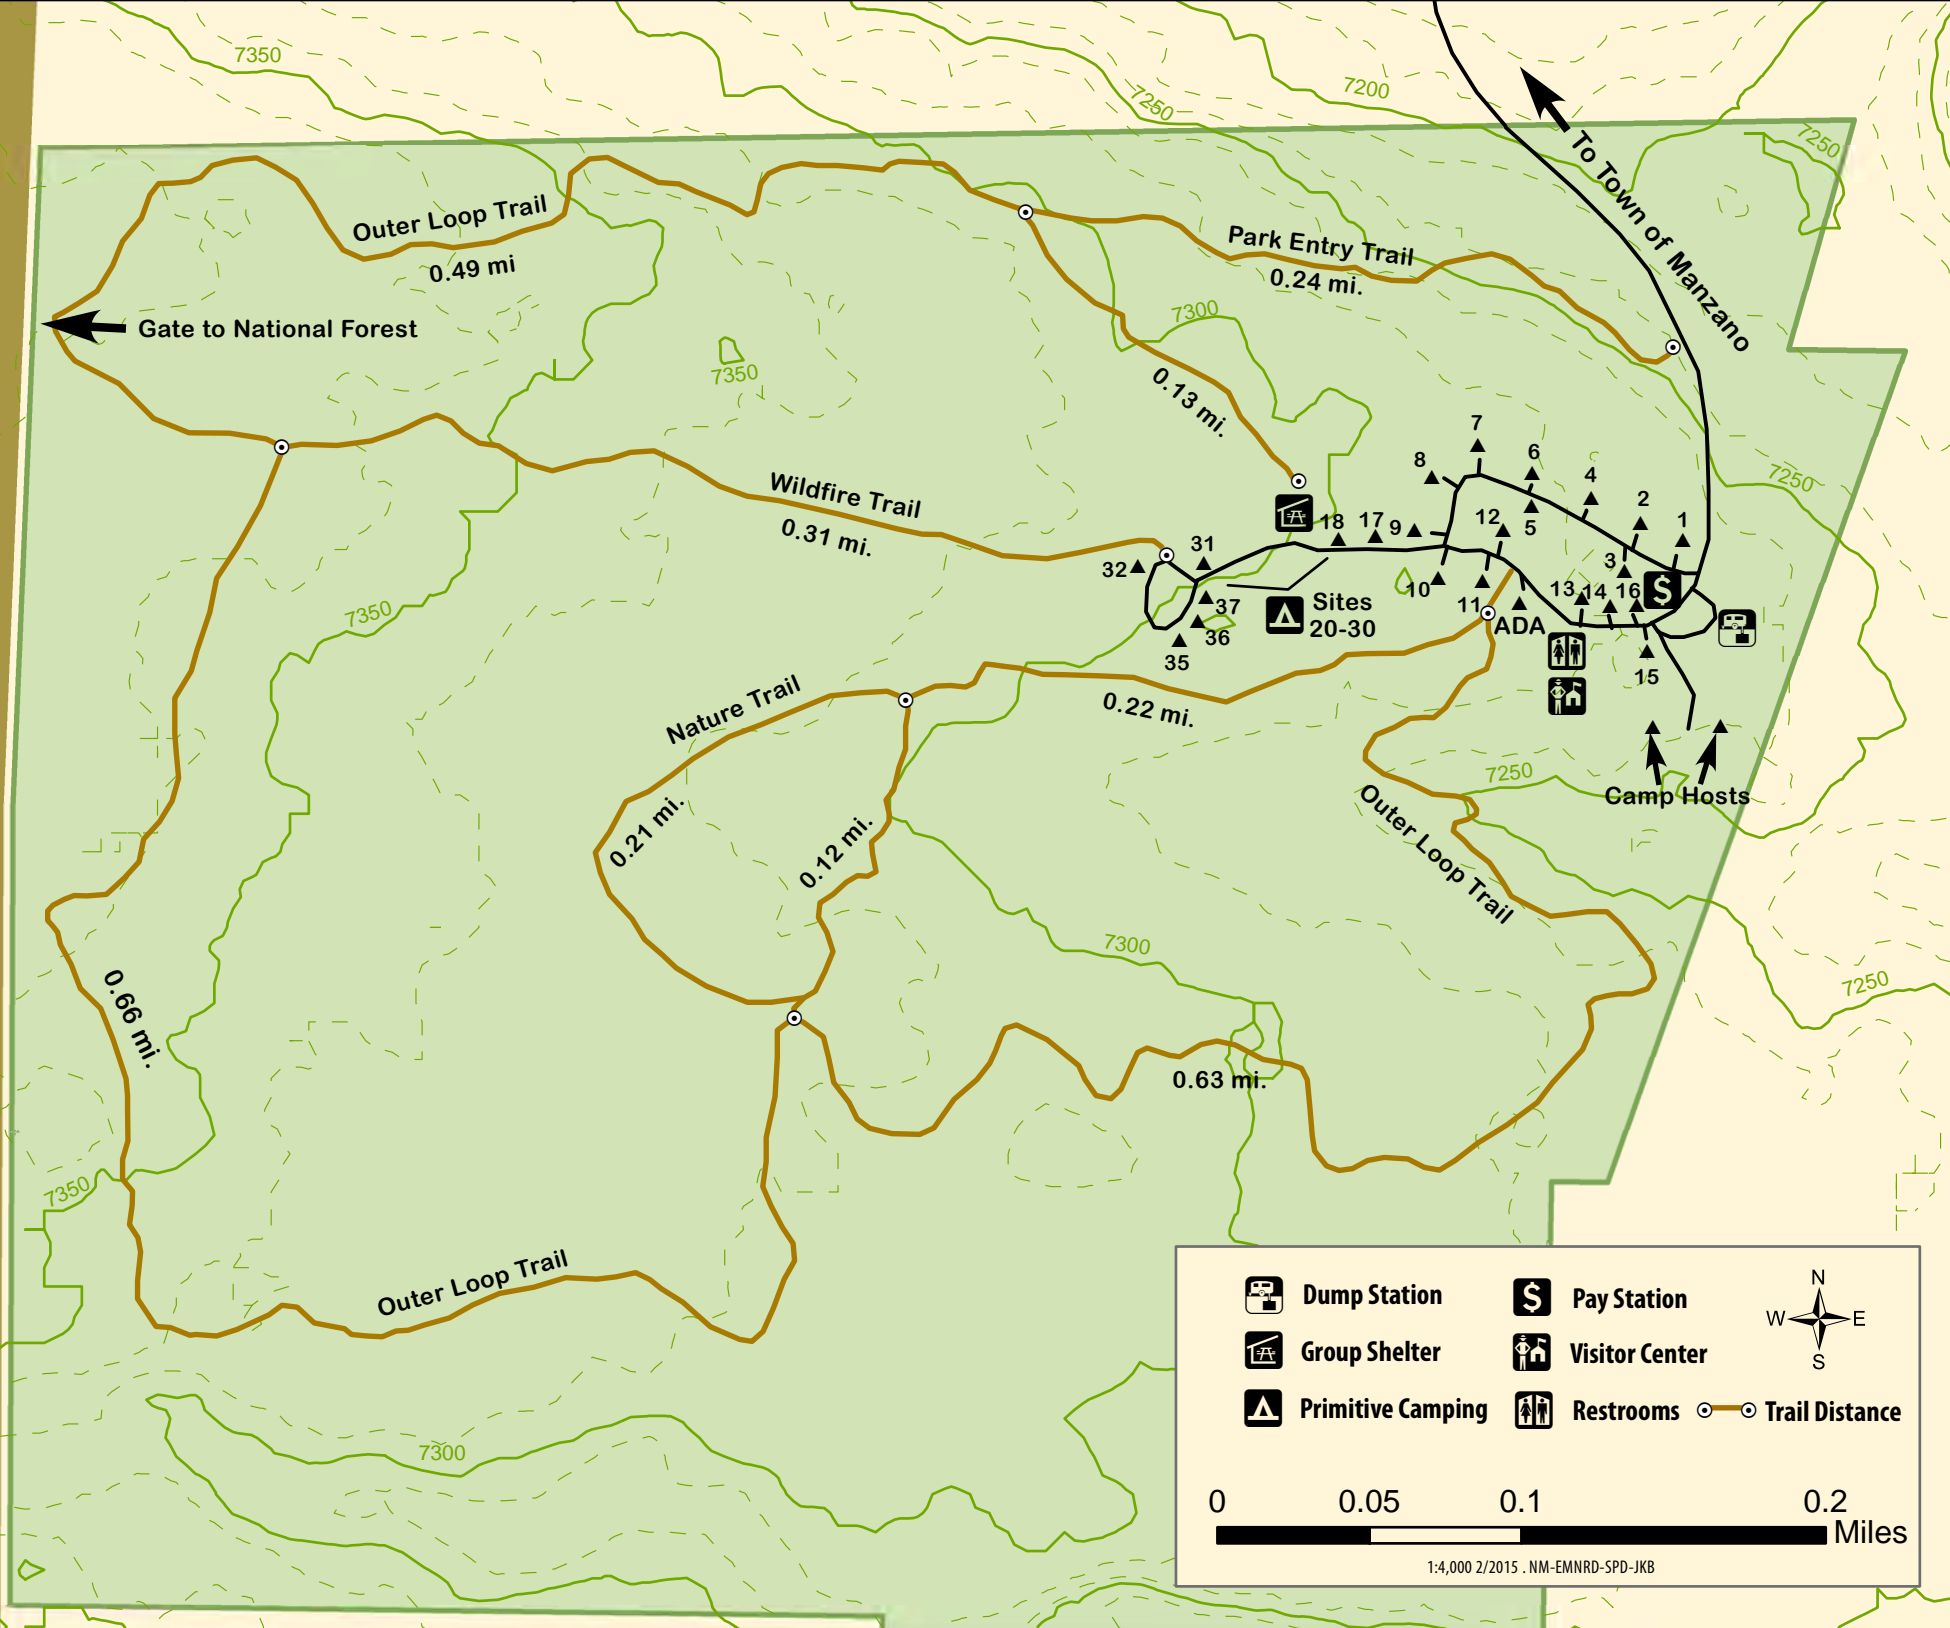 7350
7200
7250
7250
To Town of Manzano
Outer Loop Trail
0.49 mi
Park Entry Trail
0.24 mi.
Gate to National Forest
7300
7350
0.13 mi.
7
8
6
4
2
1
7250
Wildfire Trail
0.31 mi.
18
17
9
12
5
3
31
32
10
11
13
14
16
37
36
35
Sites
20-30
ADA
15
7350
Nature Trail
0.22 mi.
7250
Camp Hosts
0.21 mi.
0.12 mi.
Outer Loop Trail
7300
7250
0.66 mi.
0.63 mi.
7350
Outer Loop Trail
7300
Dump Station
Pay Station
Group Shelter
Visitor Center
Primitive Camping
Restrooms
Trail Distance
N
W
E
S
0
0.05
0.1
0.2
Miles
1:4,000 2/2015 . NM-EMNRD-SPD-JKB
$
$